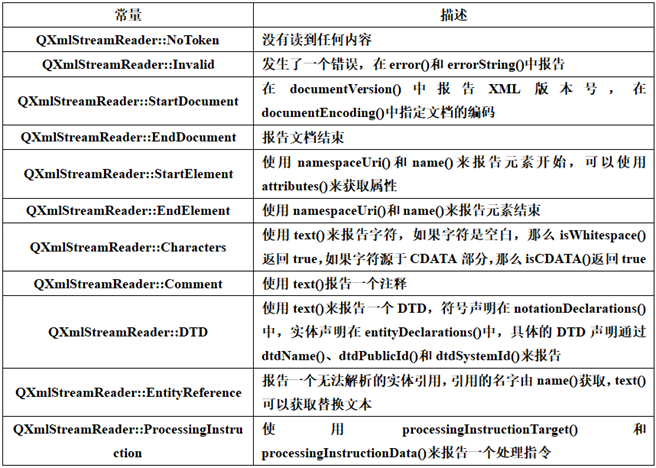 常量 描述
QXmlStreamReader::NoToken 没有读到任何内容
QXmlStreamReader::Invalid 发生了一个错误，在 error()和 errorString()中报告
QXmlStreamReader::StartDocument 在 documentVersion() 中 报 告 XML 版 本 号 ， 在
documentEncoding()中指定文档的编码
QXmlStreamReader::EndDocument 报告文档结束
QXmlStreamReader::StartElement 使用 namespaceUri()和 name()来报告元素开始，可以使用
attributes()来获取属性
QXmlStreamReader::EndElement 使用 namespaceUri()和 name()来报告元素结束
QXmlStreamReader::Characters 使用 text()来报告字符，如果字符是空白，那么 isWhitespace()
返回 true，如果字符源于 CDATA 部分，那么 isCDATA()返回 true
QXmlStreamReader::Comment 使用 text()报告一个注释
QXmlStreamReader::DTD 使用 text()来报告一个 DTD，符号声明在 notationDeclarations()
中，实体声明在 entityDeclarations()中，具体的 DTD 声明通过
dtdName()、dtdPublicId()和 dtdSystemId()来报告
QXmlStreamReader::EntityReference 报告一个无法解析的实体引用，引用的名字由 name()获取，text()
可以获取替换文本
QXmlStreamReader::ProcessingInstru
ction
使 用 processingInstructionTarget() 和
processingInstructionData()来报告一个处理指令